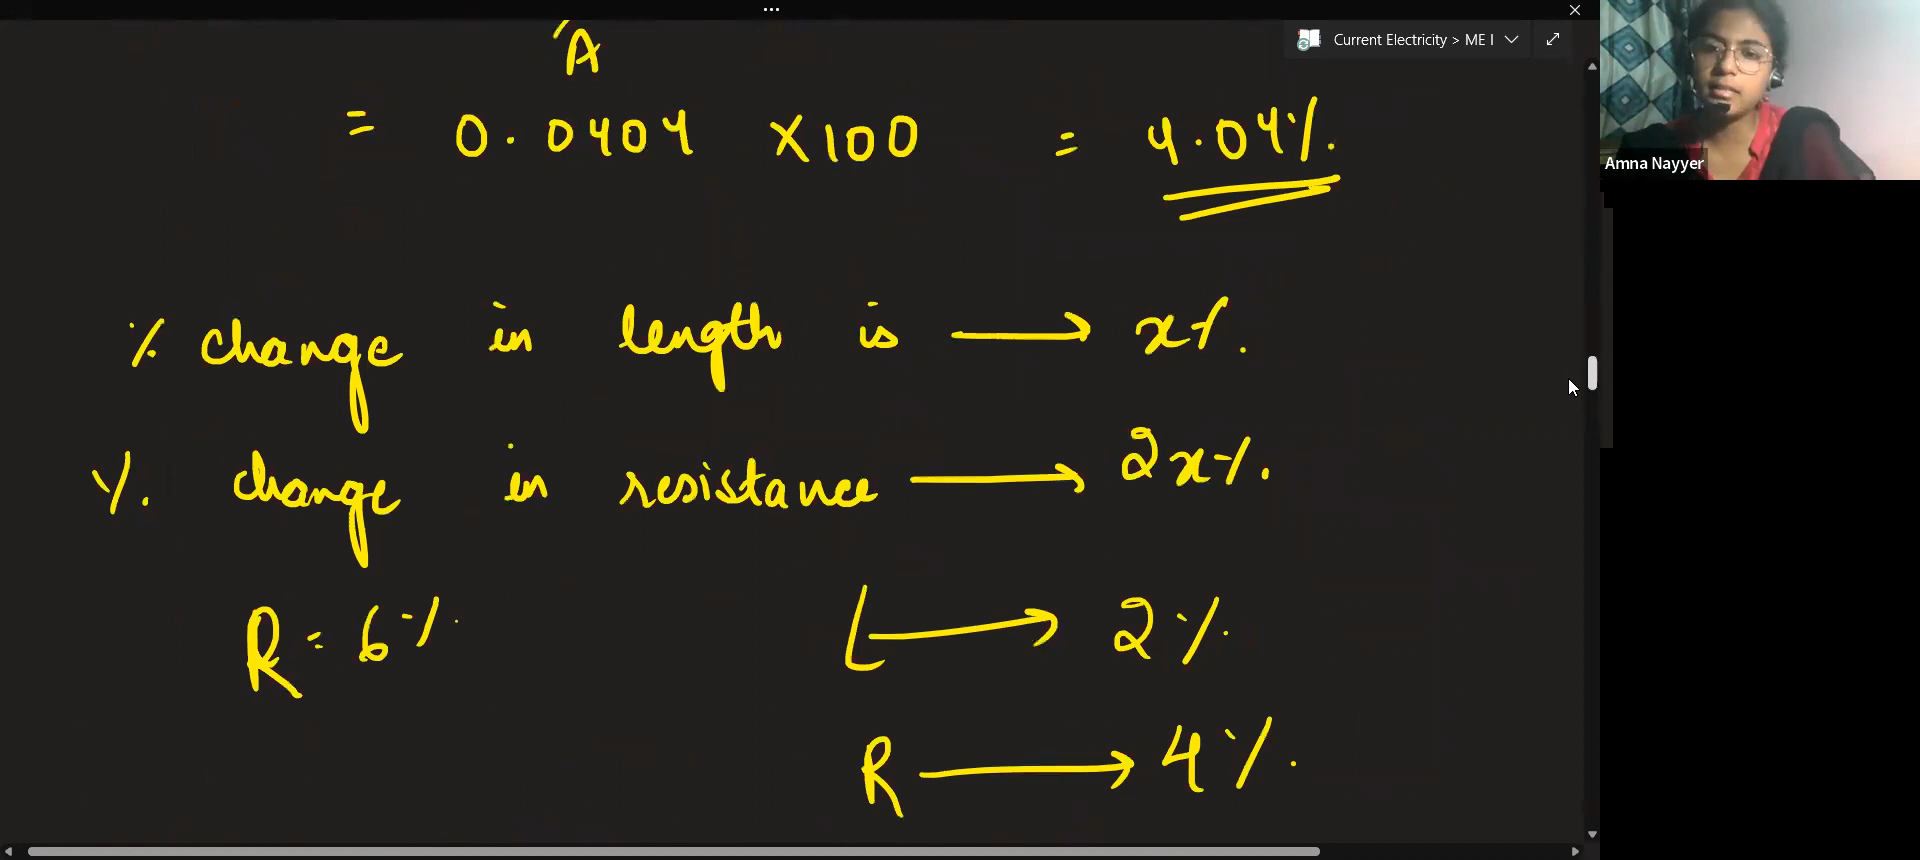 Current Electricity > ME I
A
= 0.0404 X100 = 4.04%.
Amna Nayyer
% change in length is → x%.
% change in resistance → 2x%.
R = 6%. L → 2%.
R → 4%.